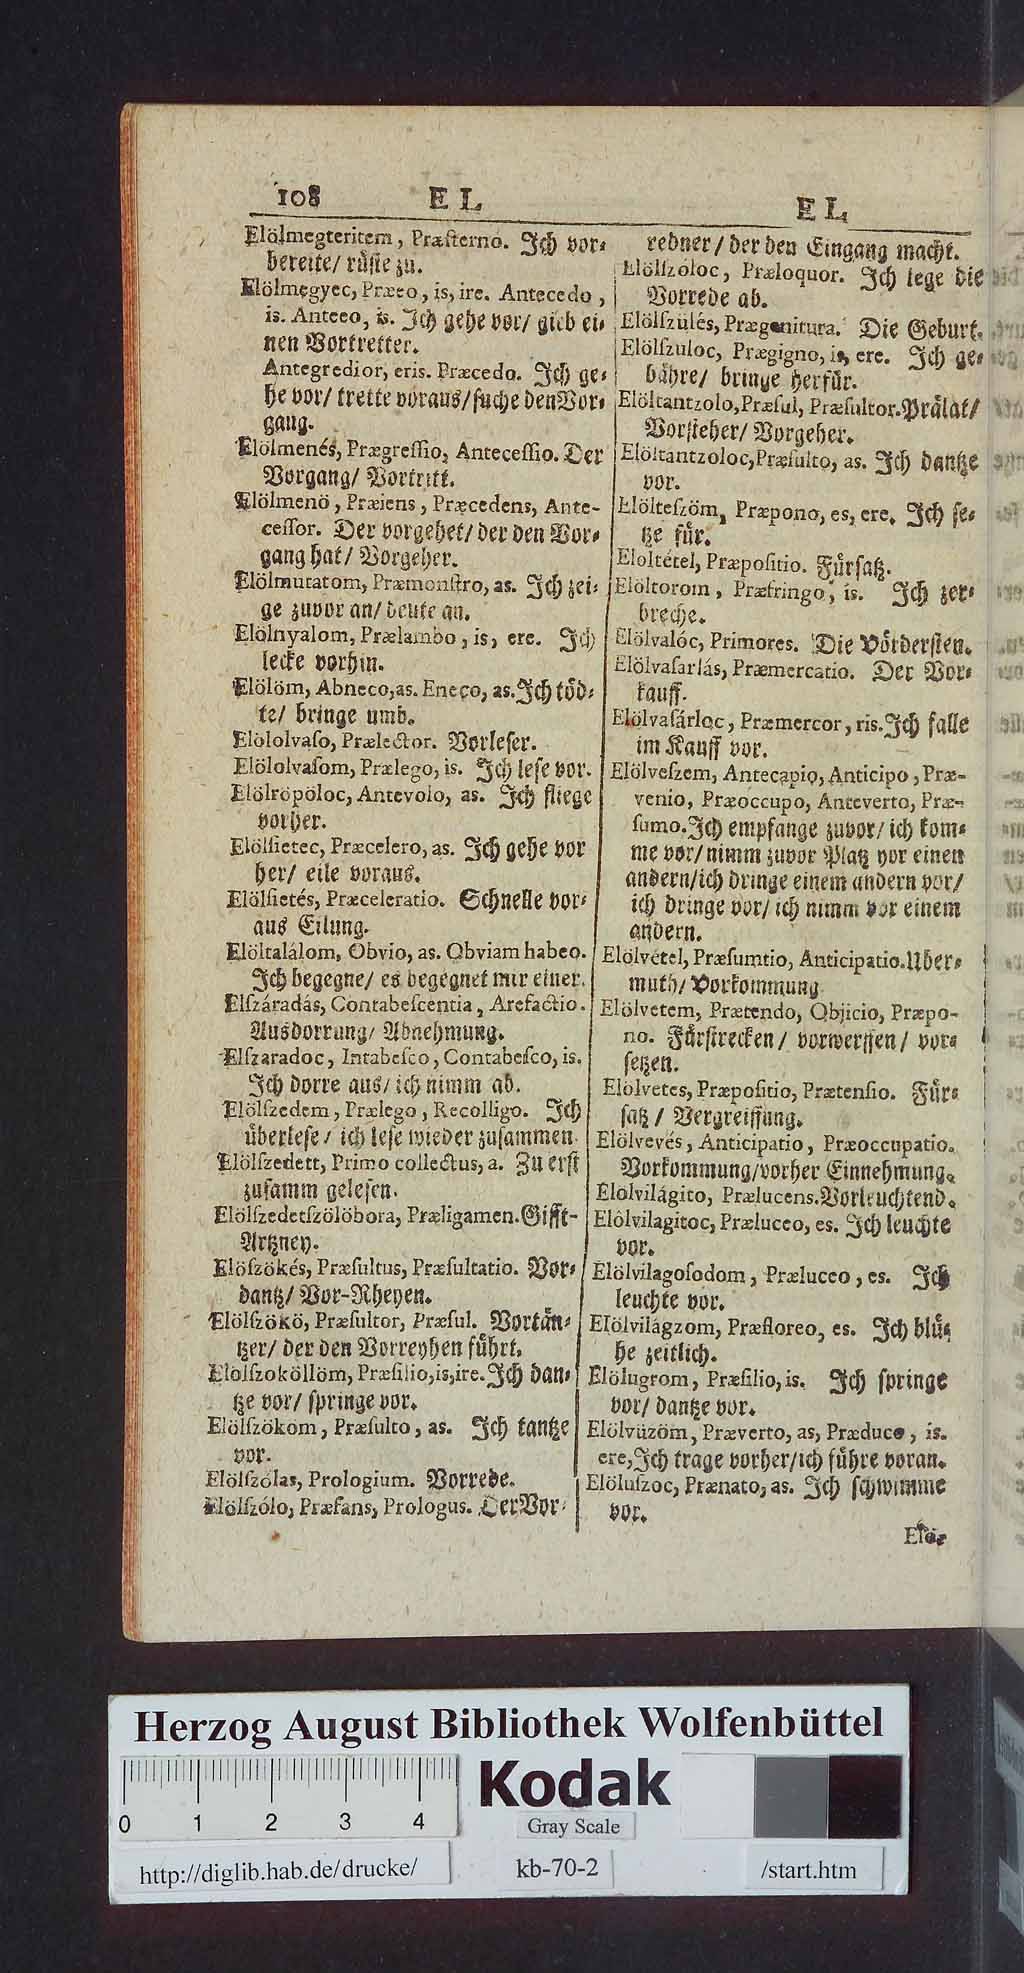 108 E L
E L
Elölmegteritem, Præſterno. Ich vor⸗
bereite/ rüſte zu.
Elölmegyec, Præeo, is, ire. Antecedo,
is. Anteeo, is. Ich gehe vor/ gieb ei⸗
nen Vortretter.
Antegredior, eris. Præcedo. Ich ge⸗
he vor/ trette voraus/ ſuche den Vor⸗
gang.
Elölmenés, Prægreſſio, Anteceſſio. Der
Vorgang/ Vortritt.
Elölmenö, Præiens, Præcedens, Ante-
ceſſor. Der vorgehet/ der den Vor⸗
gang hat/ Vorgeher.
Elölmutatom, Præmonſtro, as. Ich zei⸗
ge zuvor an/ deute an.
Elölnyalom, Prælambo, is, ere. Ich
lecke vorhin.
Elölöm, Abneco, as. Eneço, as. Ich töd⸗
te/ bringe umb.
Elölolvaſo, Prælector. Vorleſer.
Elölolvaſom, Prælego, is. Ich leſe vor.
Elölröpöloc, Antevolo, as. Ich fliege
vorher.
Elölſietec, Præcelero, as. Ich gehe vor
her/ eile voraus.
Elölſietés, Præceleratio. Schnelle vor⸗
aus Eilung.
Elöltalálom, Obvio, as. Obviam habeo.
Ich begegne/ es begegnet mir einer.
Elſzáradás, Contabeſcentia, Arefactio.
Ausdorrung/ Abnehmung.
Elſzaradoc, Intabeſco, Contabeſco, is.
Ich dorre aus/ ich nimm ab.
Elölſzedem, Prælego, Recolligo. Ich
überleſe/ ich leſe wieder zuſammen
Elölſzedett, Primo collectus, a. Zu erſt
zuſamm geleſen.
Elölſzedetſzölöbora, Præligamen. Gifft-
Artzney.
Elöſzökés, Præſultus, Præſultatio. Vor⸗
dantz/ Vor-Rheyen.
Elölſzökö, Præſultor, Præſul. Vortän⸗
tzer/ der den Vorreyhen führt.
Elölſzoköllöm, Præſilio, is, ire. Ich dan⸗
tze vor/ ſpringe vor.
Elölſzökom, Præſulto, as. Ich tantze
vor.
Elölſzólas, Prologium. Vorrede.
Elölſzólo, Præfans, Prologus. Der Vor⸗
redner/ der den Eingang macht.
Elölſzóloc, Præloquor. Ich lege die
Vorrede ab.
Elölſzülés, Prægenitura. Die Geburt.
Elölſzuloc, Prægigno, is, ere. Ich ge⸗
bähre/ bringe herfür.
Elöltantzolo, Præſul, Præſultor. Prälat/
Vorſteher/ Vorgeher.
Elöltantzoloc, Præſulto, as. Ich dantze
vor.
Elölteſzöm, Præpono, es, ere. Ich ſe⸗
tze für.
Eloltétel, Præpoſitio. Fürſatz.
Elöltorom, Præfringo, is. Ich zer⸗
breche.
Elölvalóc, Primores. Die Vörderſten.
Elölvaſarlás, Præmercatio. Der Vor⸗
kauff.
Elölvaſárloc, Præmercor, ris. Ich falle
im Kauff vor.
Elölveſzem, Antecapio, Anticipo, Præ-
venio, Præoccupo, Anteverto, Præ-
ſumo. Ich empfange zuvor/ ich kom⸗
me vor/ nimm zuvor Platz vor einen
andern/ ich dringe einem andern vor/
ich dringe vor/ ich nimm vor einem
andern.
Elölvétel, Præſumtio, Anticipatio. Uber⸗
muth/ Vorkommung
Elölvetem, Prætendo, Objicio, Præpo-
no. Fürſtrecken/ vorwerffen/ vor⸗
ſetzen.
Elölvetes, Præpoſitio, Prætenſio. Für⸗
ſatz/ Vergreiffung.
Elölvevés, Anticipatio, Præoccupatio.
Vorkommung/ vorher Einnehmung.
Elölvilágito, Prælucens. Vorleuchtend.
Elölvilagitoc, Præluceo, es. Ich leuchte
vor.
Elölvilagoſodom, Præluceo, es. Ich
leuchte vor.
Elölvilágzom, Præfloreo, es. Ich blü⸗
he zeitlich.
Elölugrom, Præſilio, is. Ich ſpringe
vor/ dantze vor.
Elölvüzöm, Præverto, as, Præduco, is.
ere, Ich trage vorher/ ich führe voran.
Elöluſzoc, Prænato, as. Ich ſchwimme
vor.
Herzog August Bibliothek Wolfenbüttel
0 1 2 3 4
Kodak
Gray Scale
http://diglib.hab.de/drucke/ kb-70-2 /start.htm